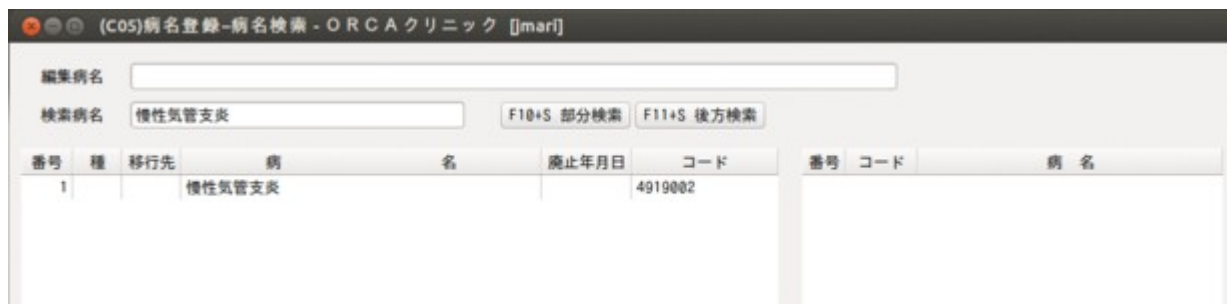 (C05)病名登録-病名検索 - ORCAクリニック [jmari]
編集病名
検索病名 慢性気管支炎 F10+S 部分検索 F11+S 後方検索
番号 種 移行先 病 名 廃止年月日 コード 番号 コード 病 名
1 慢性気管支炎 4919002